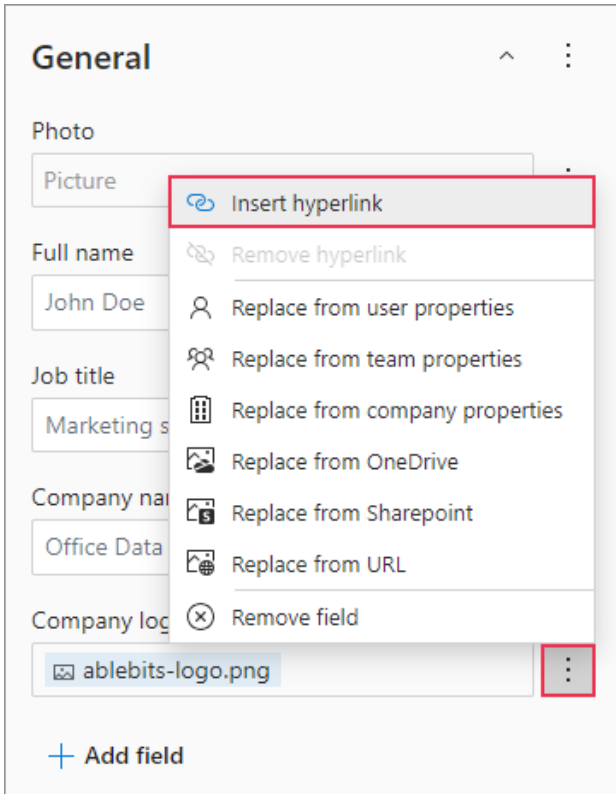 General
Photo
Picture
Insert hyperlink
Full name
Remove hyperlink
John Doe
Replace from user properties
Job title
Replace from team properties
Marketing s
Replace from company properties
Replace from OneDrive
Company na
Replace from Sharepoint
Office Data
Replace from URL
Company log
Remove field
ablebits-logo.png
Add field